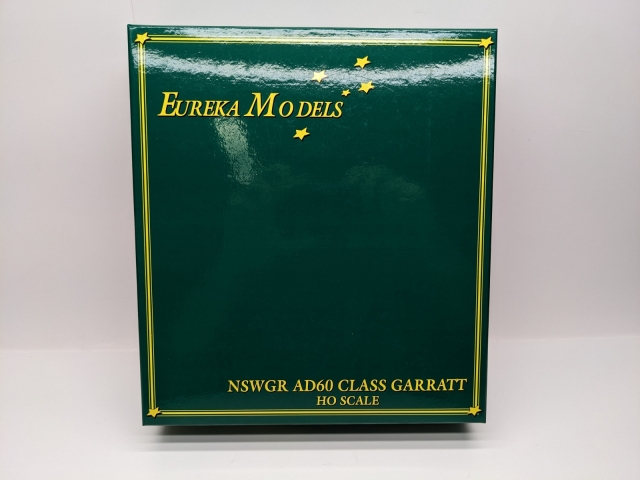 EUREKA MODELS
NSWGR AD60 CLASS GARRATT
HO SCALE